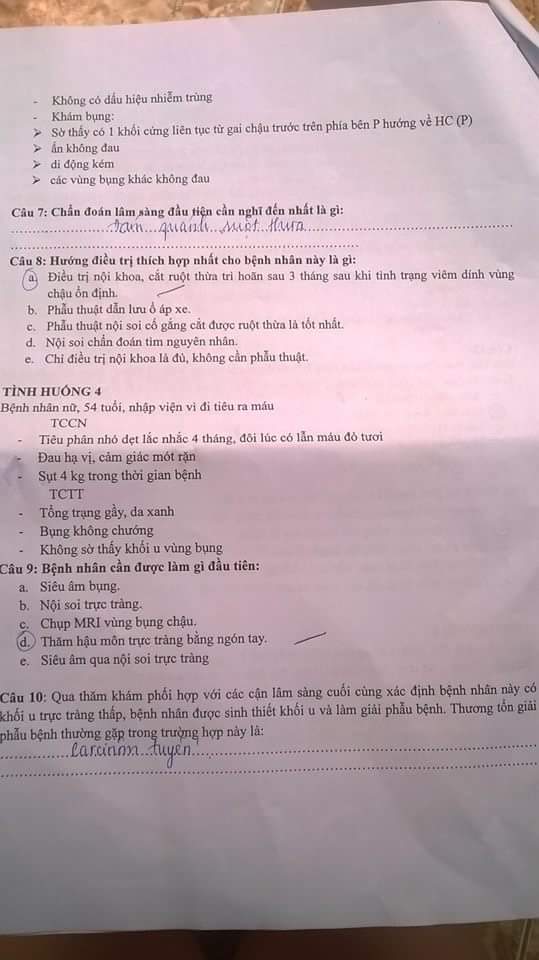 - Không có dấu hiệu nhiễm trùng
- Khám bụng:
➤ Sờ thấy có 1 khối cứng liên tục từ gai chậu trước trên phía bên P hướng về HC (P)
➤ ấn không đau
➤ di động kém
➤ các vùng bụng khác không đau
Câu 7: Chẩn đoán lâm sàng đầu tiên cần nghĩ đến nhất là gì:
Đám quánh ruột thừa
Câu 8: Hướng điều trị thích hợp nhất cho bệnh nhân này là gì:
a. Điều trị nội khoa, cắt ruột thừa trì hoãn sau 3 tháng sau khi tình trạng viêm dính vùng
chậu ổn định.
b. Phẫu thuật dẫn lưu ổ áp xe.
c. Phẫu thuật nội soi cố gắng cắt được ruột thừa là tốt nhất.
d. Nội soi chẩn đoán tìm nguyên nhân.
e. Chỉ điều trị nội khoa là đủ, không cần phẫu thuật.
TÌNH HUỐNG 4
Bệnh nhân nữ, 54 tuổi, nhập viện vì đi tiêu ra máu
TCCN
- Tiêu phân nhỏ dẹt lắc nhắc 4 tháng, đôi lúc có lẫn máu đỏ tươi
- Đau hạ vị, cảm giác mót rặn
- Sụt 4 kg trong thời gian bệnh
TCTT
- Tổng trạng gầy, da xanh
- Bụng không chướng
- Không sờ thấy khối u vùng bụng
Câu 9: Bệnh nhân cần được làm gì đầu tiên:
a. Siêu âm bụng.
b. Nội soi trực tràng.
c. Chụp MRI vùng bụng chậu.
d. Thăm hậu môn trực tràng bằng ngón tay.
e. Siêu âm qua nội soi trực tràng
Câu 10: Qua thăm khám phối hợp với các cận lâm sàng cuối cùng xác định bệnh nhân này có
khối u trực tràng thấp, bệnh nhân được sinh thiết khối u và làm giải phẫu bệnh. Thương tổn giải
phẫu bệnh thường gặp trong trường hợp này là:
Carcinom tuyến